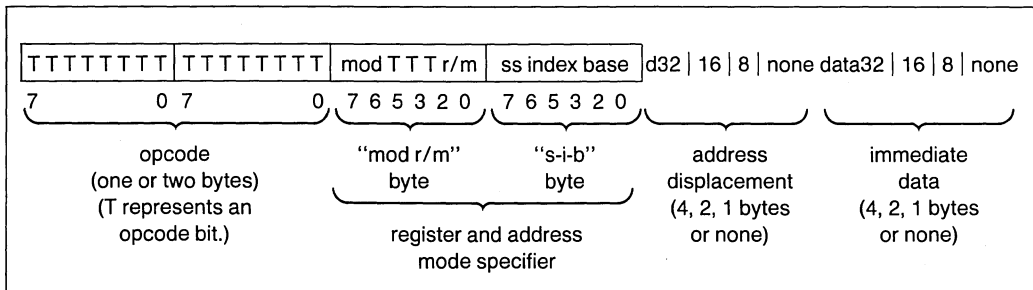 T T T T T T T T T T T T T T T T mod T T T r/m ss index base d32 | 16 | 8 | none data32 | 16 | 8 | none
7 0 7 0 7 6 5 3 2 0 7 6 5 3 2 0
opcode
(one or two bytes)
(T represents an
opcode bit.)
“mod r/m”
byte
“s-i-b”
byte
register and address
mode specifier
address
displacement
(4, 2, 1 bytes
or none)
immediate
data
(4, 2, 1 bytes
or none)